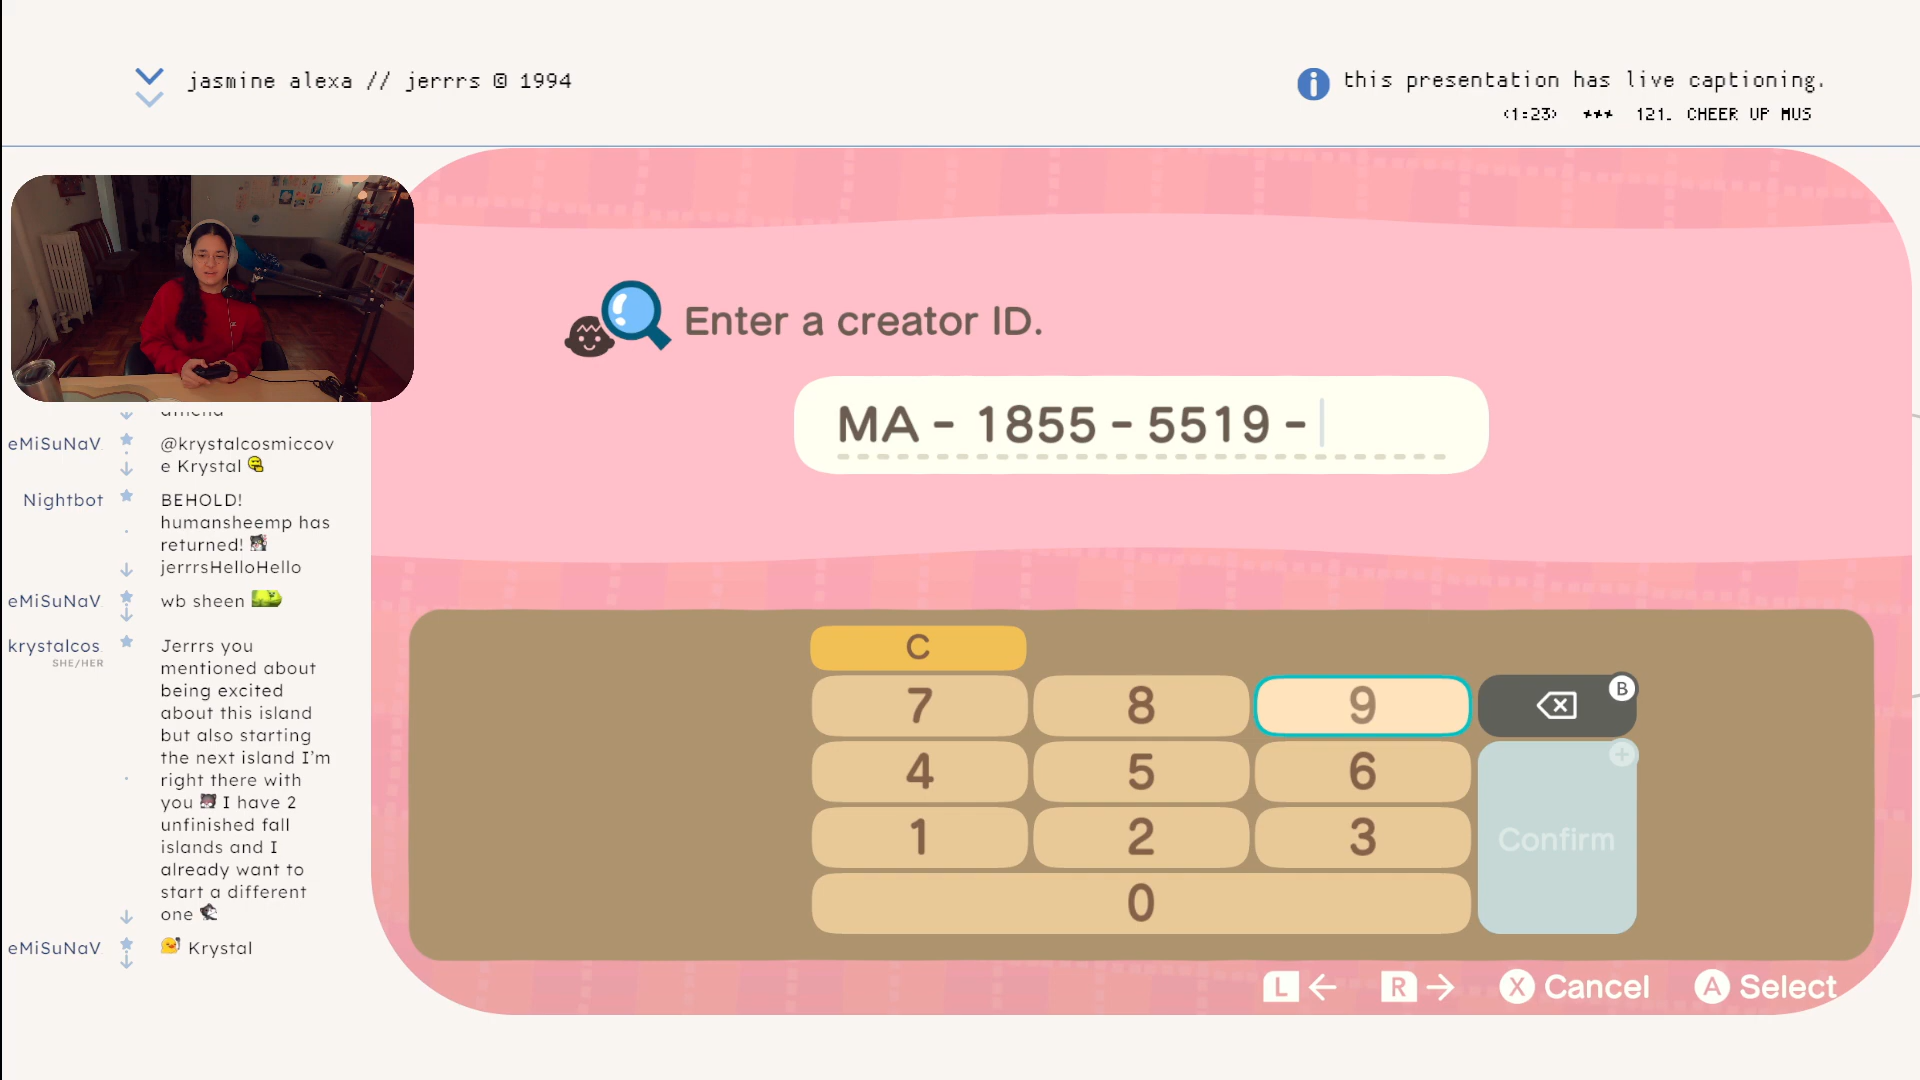 jasmine alexa // jerrrs © 1994
this presentation has live captioning.
<1:23> *** 121. CHEER UP MUS
Enter a creator ID.
MA - 1855 - 5519 -
eMiSuNaV
@krystalcosmiccov
e Krystal
Nightbot
BEHOLD!
humansheemp has
returned!
jerrrsHelloHello
eMiSuNaV
wb sheen
krystalcos
SHE/HER
Jerrrs you
mentioned about
being excited
about this island
but also starting
the next island I’m
right there with
you I have 2
unfinished fall
islands and I
already want to
start a different
one
eMiSuNaV
Krystal
C
7 8 9 B
4 5 6 +
1 2 3 Confirm
0
L ← R → X Cancel A Select